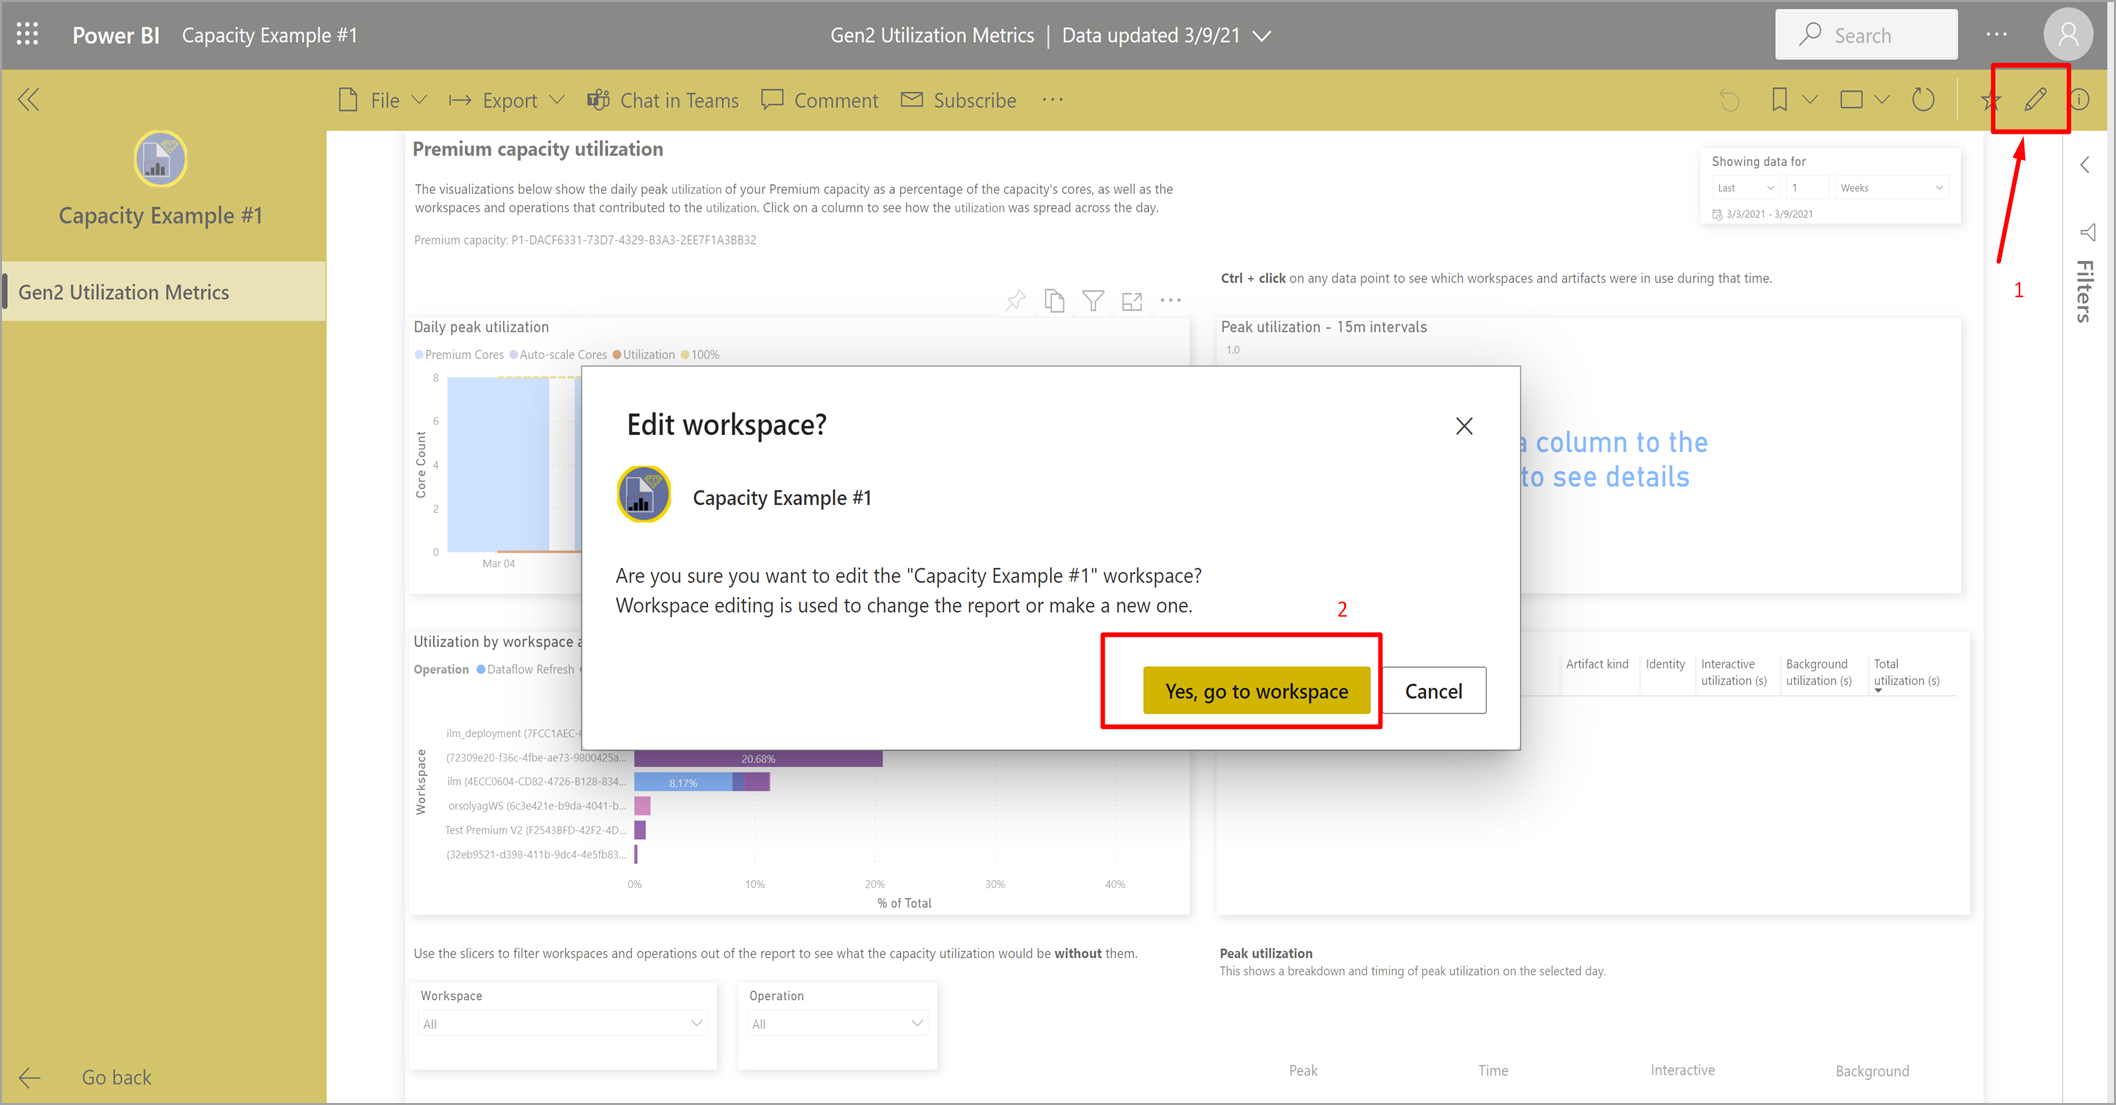 Power BI Capacity Example #1 Gen2 Utilization Metrics | Data updated 3/9/21 Search
File Export Chat in Teams Comment Subscribe
Capacity Example #1
Gen2 Utilization Metrics
Go back
Premium capacity utilization
The visualizations below show the daily peak utilization of your Premium capacity as a percentage of the capacity's cores, as well as the
workspaces and operations that contributed to the utilization. Click on a column to see how the utilization was spread across the day.
Premium capacity: P1-DACF6331-73D7-4329-B3A3-2EE7F1A3BB32
Showing data for
Last 1 Weeks
3/3/2021 - 3/9/2021
1
Filters
Ctrl + click on any data point to see which workspaces and artifacts were in use during that time.
Daily peak utilization
Premium Cores Auto-scale Cores Utilization 100%
Core Count
8
6
4
2
0
Mar 04
Peak utilization - 15m intervals
1.0
a column to the
to see details
Edit workspace?
Capacity Example #1
Are you sure you want to edit the "Capacity Example #1" workspace?
Workspace editing is used to change the report or make a new one.
2
Yes, go to workspace Cancel
Utilization by workspace a
Operation Dataflow Refresh
Workspace
ilm_deployment (7FCC1AEC-
(72309e20-f36c-4fbe-ae73-9800425a... 20.68%
ilm (4ECC0604-CD82-4726-B128-834... 8.17%
orsolyagWS (6c3e421e-b9da-4041-b...
Test Premium V2 (F2543BFD-42F2-4D...
(32eb9521-d398-411b-9dc4-4e5fb83...
0% 10% 20% 30% 40%
% of Total
Artifact kind Identity Interactive utilization (s) Background utilization (s) Total utilization (s)
Use the slicers to filter workspaces and operations out of the report to see what the capacity utilization would be without them.
Workspace
All
Operation
All
Peak utilization
This shows a breakdown and timing of peak utilization on the selected day.
Peak Time Interactive Background